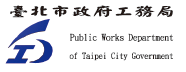 臺北市政府工務局
Public Works Department
of Taipei City Government